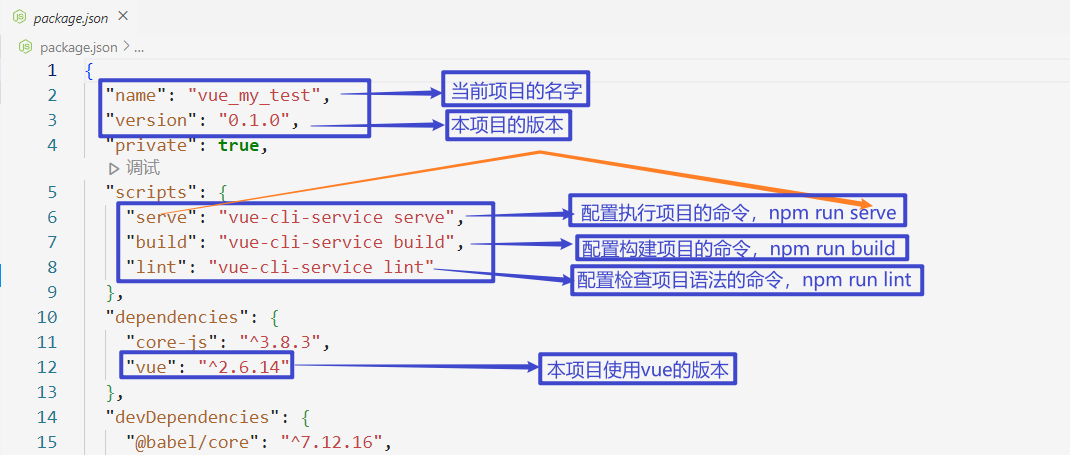 package.json
package.json > ...
1 {
2 "name": "vue_my_test", 当前项目的名字
3 "version": "0.1.0", 本项目的版本
4 "private": true,
调试
5 "scripts": {
6 "serve": "vue-cli-service serve", 配置执行项目的命令，npm run serve
7 "build": "vue-cli-service build", 配置构建项目的命令，npm run build
8 "lint": "vue-cli-service lint" 配置检查项目语法的命令，npm run lint
9 },
10 "dependencies": {
11 "core-js": "^3.8.3",
12 "vue": "^2.6.14" 本项目使用vue的版本
13 },
14 "devDependencies": {
15 "@babel/core": "^7.12.16",